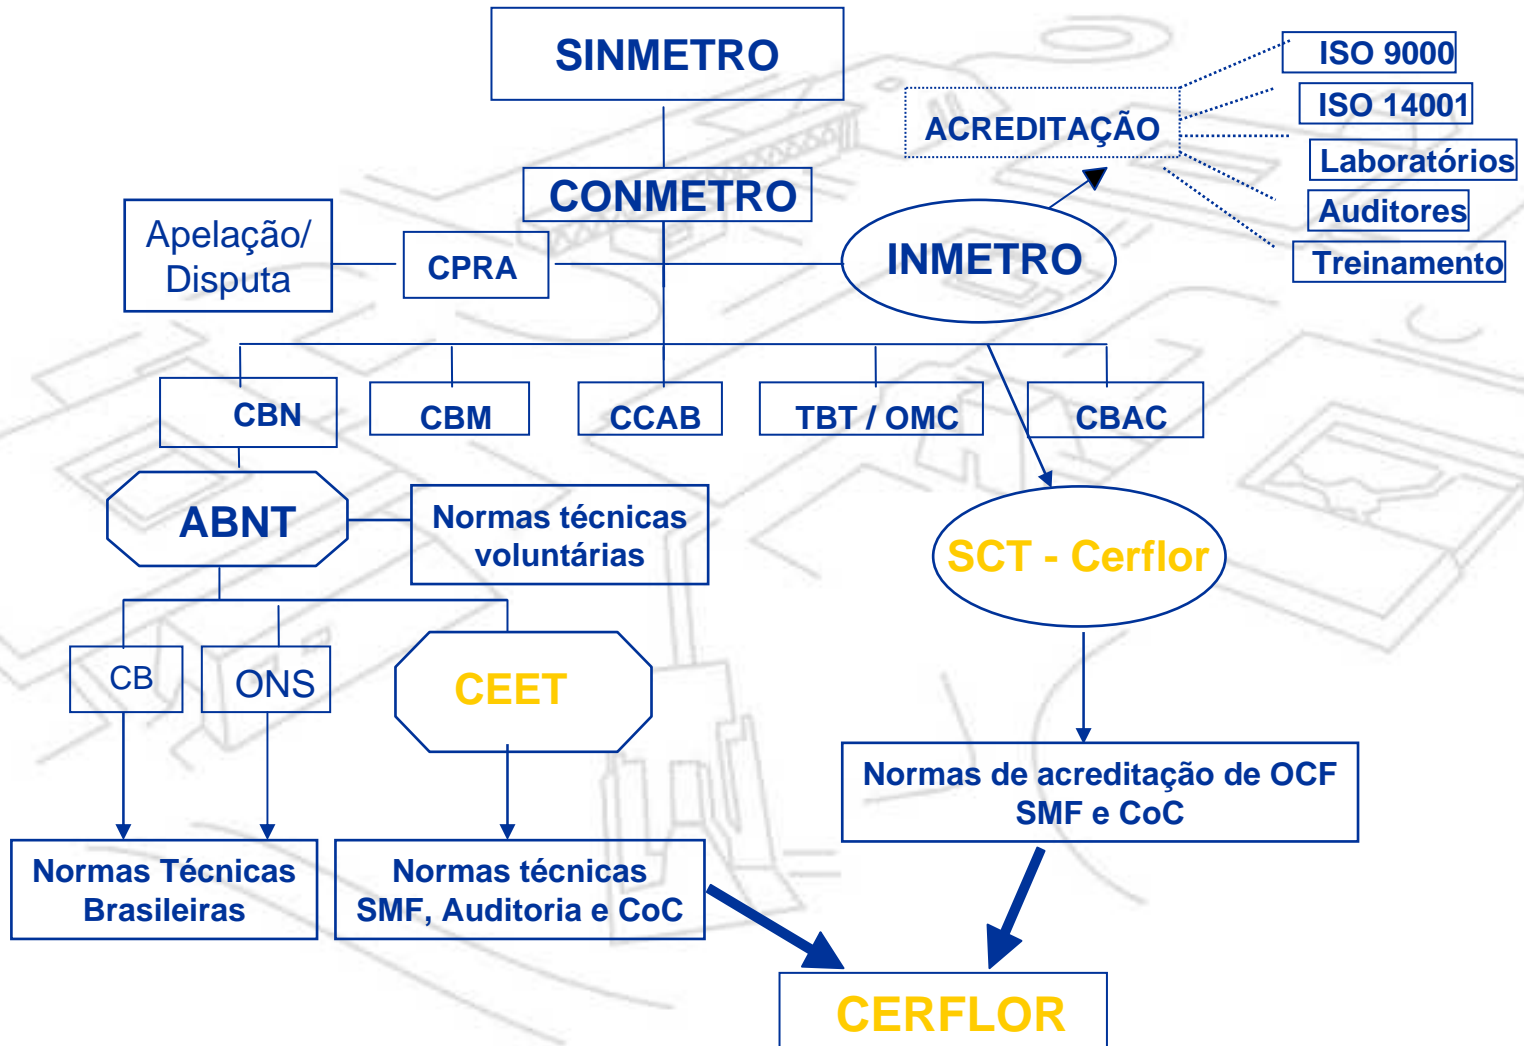 SINMETRO
ISO 9000
ISO 14001
ACREDITAÇÃO
Laboratórios
CONMETRO
Auditores
Apelação/
Disputa
CPRA
INMETRO
Treinamento
CBN
CBM
CCAB
TBT / OMC
CBAC
ABNT
Normas técnicas
voluntárias
SCT - Cerflor
CB
ONS
CEET
Normas de acreditação de OCF
SMF e CoC
Normas Técnicas
Brasileiras
Normas técnicas
SMF, Auditoria e CoC
CERFLOR